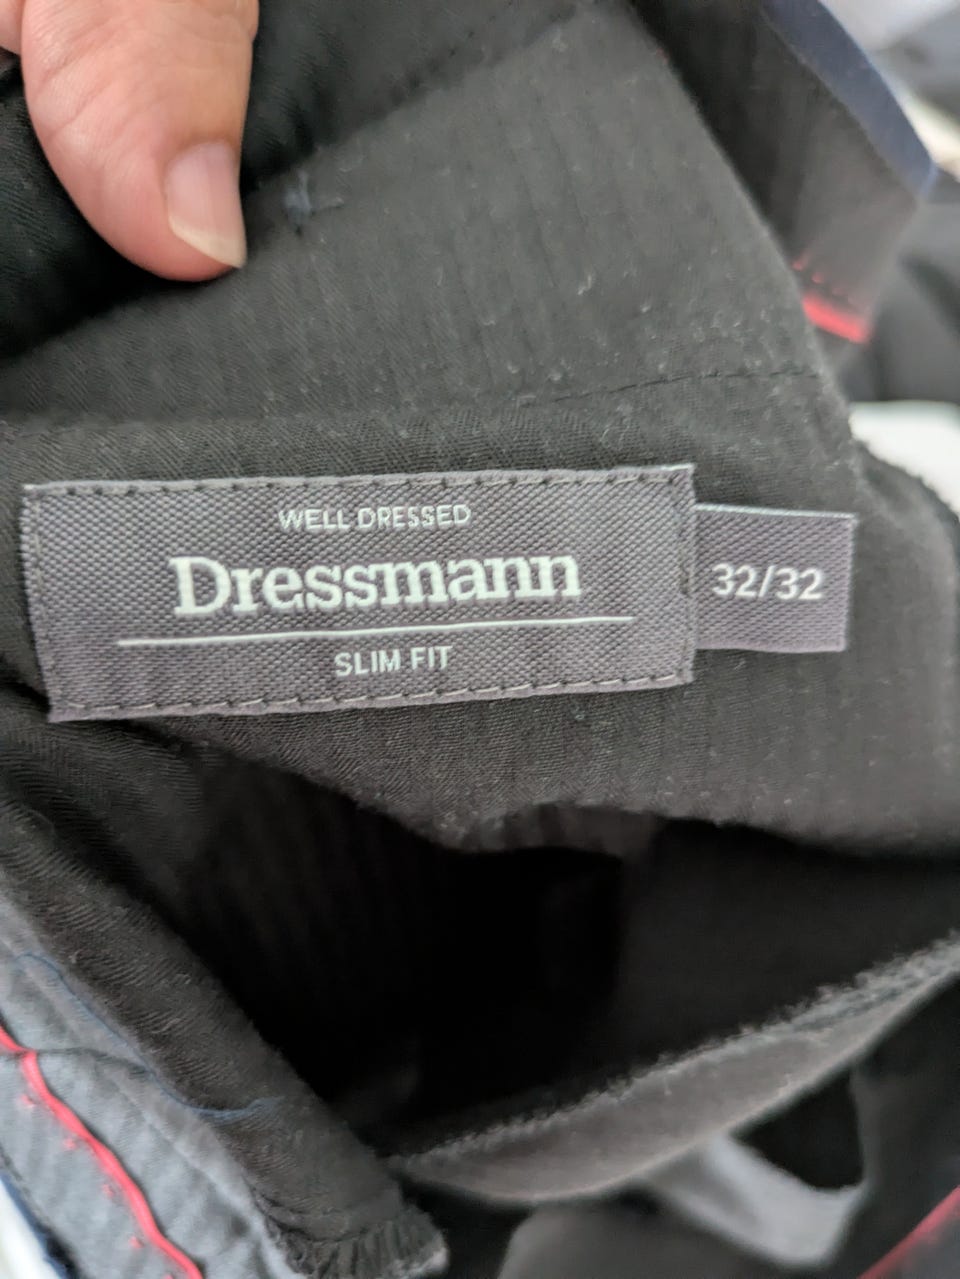 WELL DRESSED
Dressmann
SLIM FIT
32/32